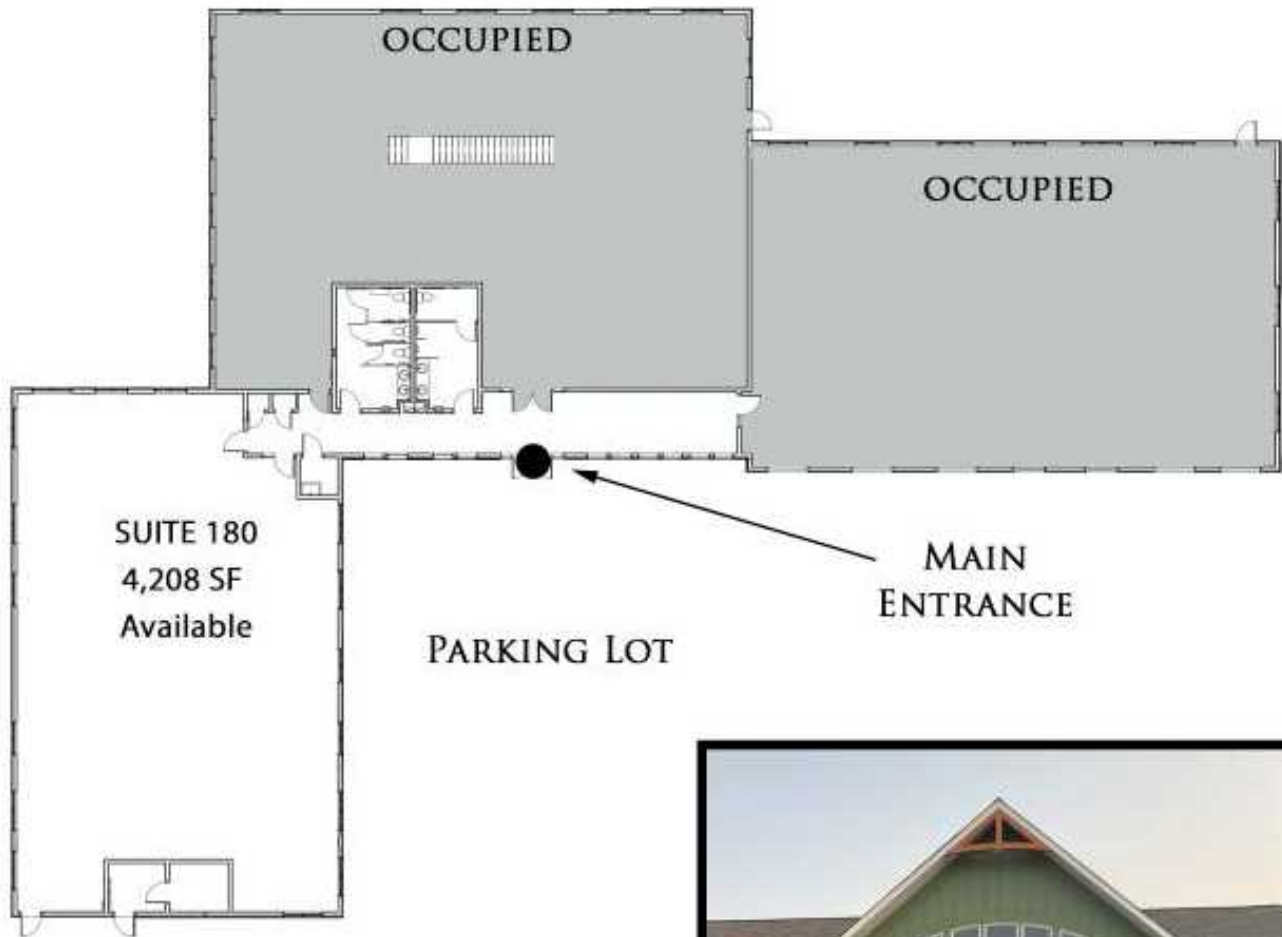 OCCUPIED
OCCUPIED
SUITE 180
4,208 SF
Available
MAIN
ENTRANCE
PARKING LOT